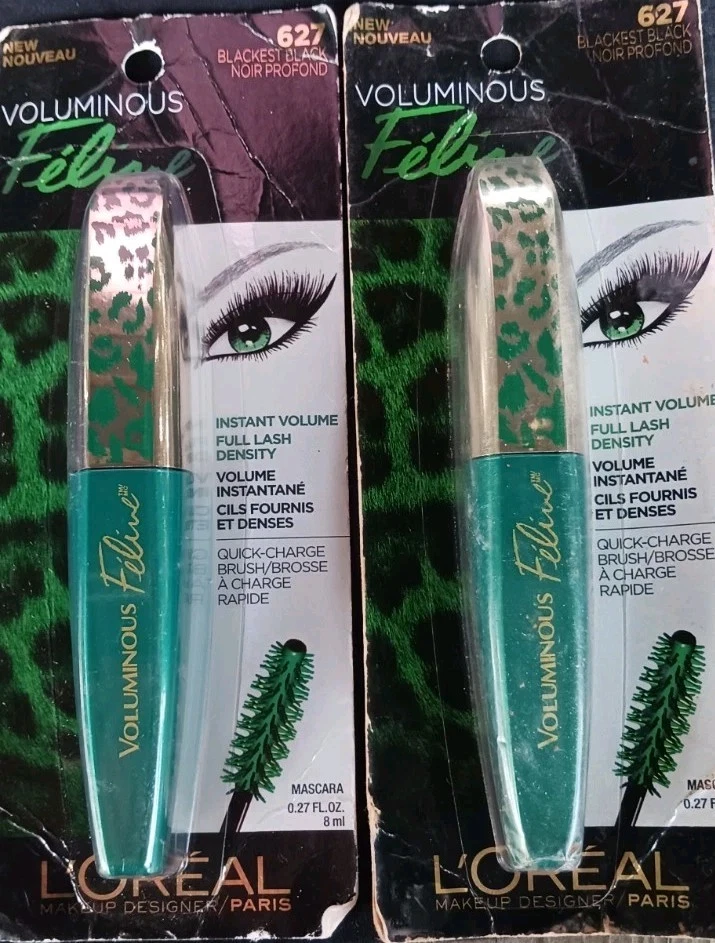 NEW
NOUVEAU
627
BLACKEST BLACK
NOIR PROFOND
VOLUMINOUS
Féline
INSTANT VOLUME
FULL LASH
DENSITY
VOLUME
INSTANTANÉ
CILS FOURNIS
ET DENSES
QUICK-CHARGE
BRUSH/BROSSE
À CHARGE
RAPIDE
VOLUMINOUS Féline
MASCARA
0.27 FL.OZ.
8 ml
L'ORÉAL
MAKEUP DESIGNER/PARIS
NEW
NOUVEAU
627
BLACKEST BLACK
NOIR PROFOND
VOLUMINOUS
Féline
INSTANT VOLUME
FULL LASH
DENSITY
VOLUME
INSTANTANÉ
CILS FOURNIS
ET DENSES
QUICK-CHARGE
BRUSH/BROSSE
À CHARGE
RAPIDE
VOLUMINOUS Féline
L'ORÉAL
MAKEUP DESIGNER/PARIS